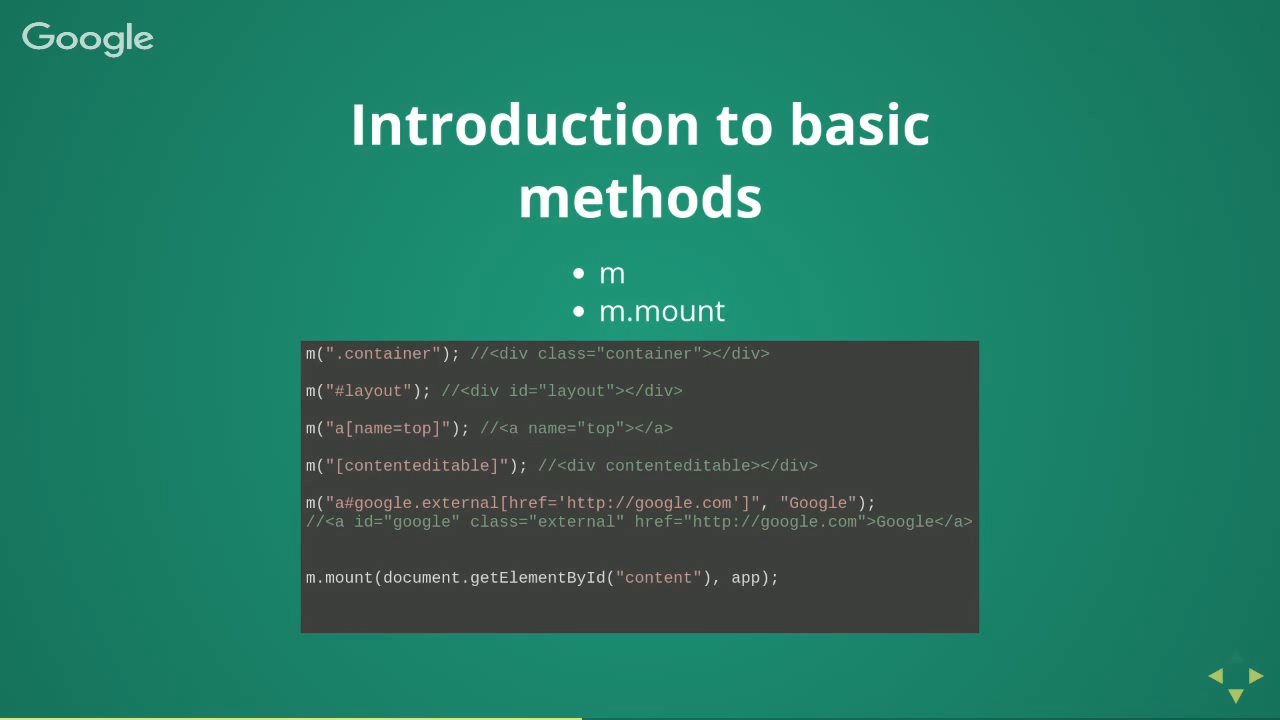 Google
Introduction to basic
methods
• m
• m.mount
m(".container"); //<div class="container"></div>
m("#layout"); //<div id="layout"></div>
m("a[name=top]"); //<a name="top"></a>
m("[contenteditable]"); //<div contenteditable></div>
m("a#google.external[href='http://google.com']", "Google");
//<a id="google" class="external" href="http://google.com">Google</a>
m.mount(document.getElementById("content"), app);